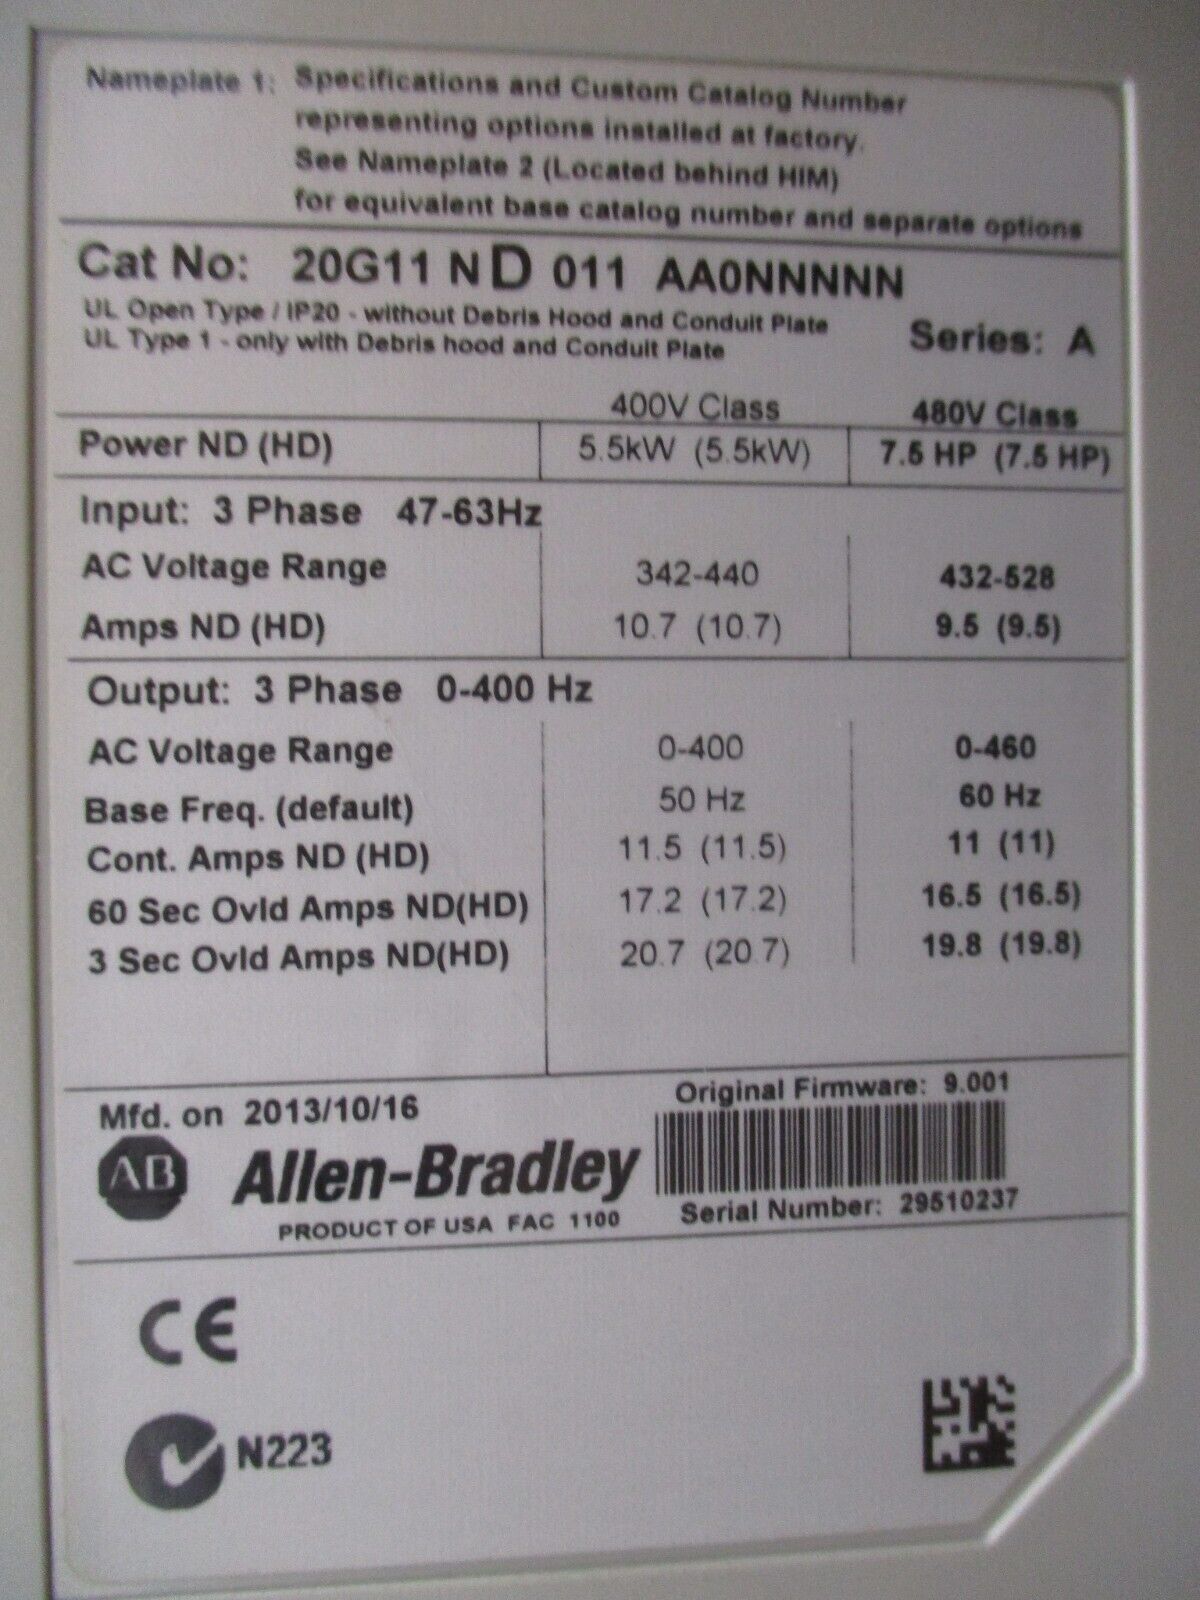 Nameplate 1: Specifications and Custom Catalog Number
representing options installed at factory.
See Nameplate 2 (Located behind HIM)
for equivalent base catalog number and separate options
Cat No: 20G11 N D 011 AA0NNNNN
UL Open Type / IP20 - without Debris Hood and Conduit Plate
UL Type 1 - only with Debris hood and Conduit Plate
Series: A
400V Class 480V Class
Power ND (HD) 5.5kW (5.5kW) 7.5 HP (7.5 HP)
Input: 3 Phase 47-63Hz
AC Voltage Range 342-440 432-528
Amps ND (HD) 10.7 (10.7) 9.5 (9.5)
Output: 3 Phase 0-400 Hz
AC Voltage Range 0-400 0-460
Base Freq. (default) 50 Hz 60 Hz
Cont. Amps ND (HD) 11.5 (11.5) 11 (11)
60 Sec Ovld Amps ND(HD) 17.2 (17.2) 16.5 (16.5)
3 Sec Ovld Amps ND(HD) 20.7 (20.7) 19.8 (19.8)
Mfd. on 2013/10/16
Original Firmware: 9.001
AB Allen-Bradley
PRODUCT OF USA FAC 1100
Serial Number: 29510237
CE
N223